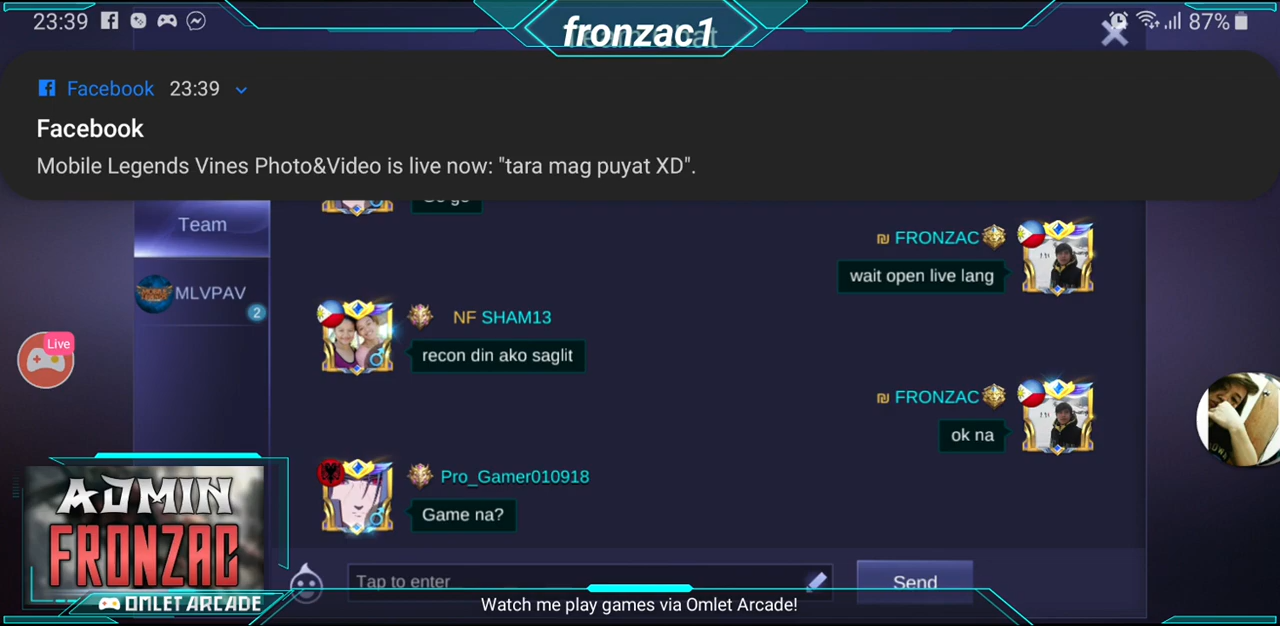 23:39
fronzac1
87%
Facebook 23:39
Facebook
Mobile Legends Vines Photo&Video is live now: "tara mag puyat XD".
Team
MLVPAV
2
Live
FRONZAC
wait open live lang
NF SHAM13
recon din ako saglit
FRONZAC
ok na
Pro_Gamer010918
Game na?
Tap to enter
Send
ADMIN
FRONZAC
OMLET ARCADE
Watch me play games via Omlet Arcade!